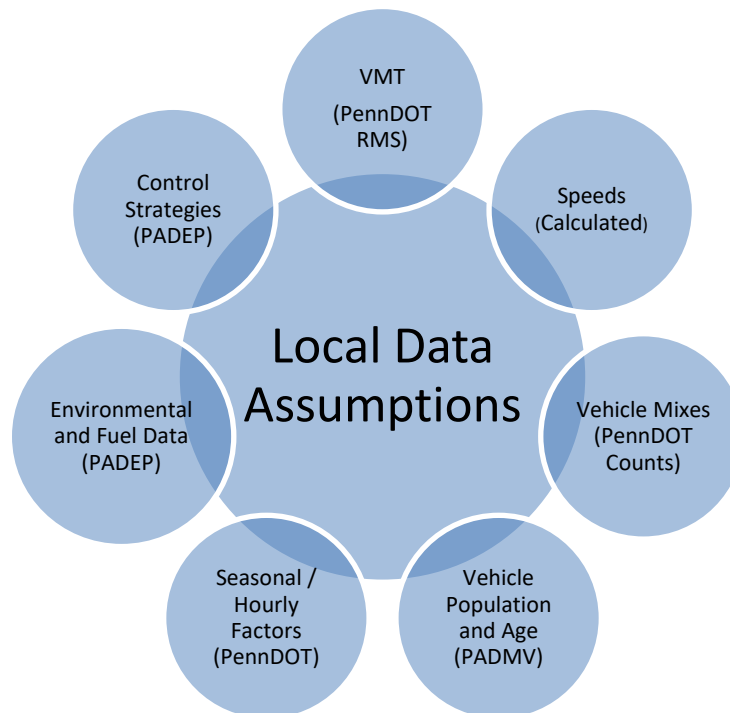 VMT
(PennDOT
RMS)
Speeds
(Calculated)
Vehicle Mixes
(PennDOT
Counts)
Vehicle
Population
and Age
(PADMV)
Seasonal /
Hourly
Factors
(PennDOT)
Environmental
and Fuel Data
(PADEP)
Control
Strategies
(PADEP)
Local Data
Assumptions